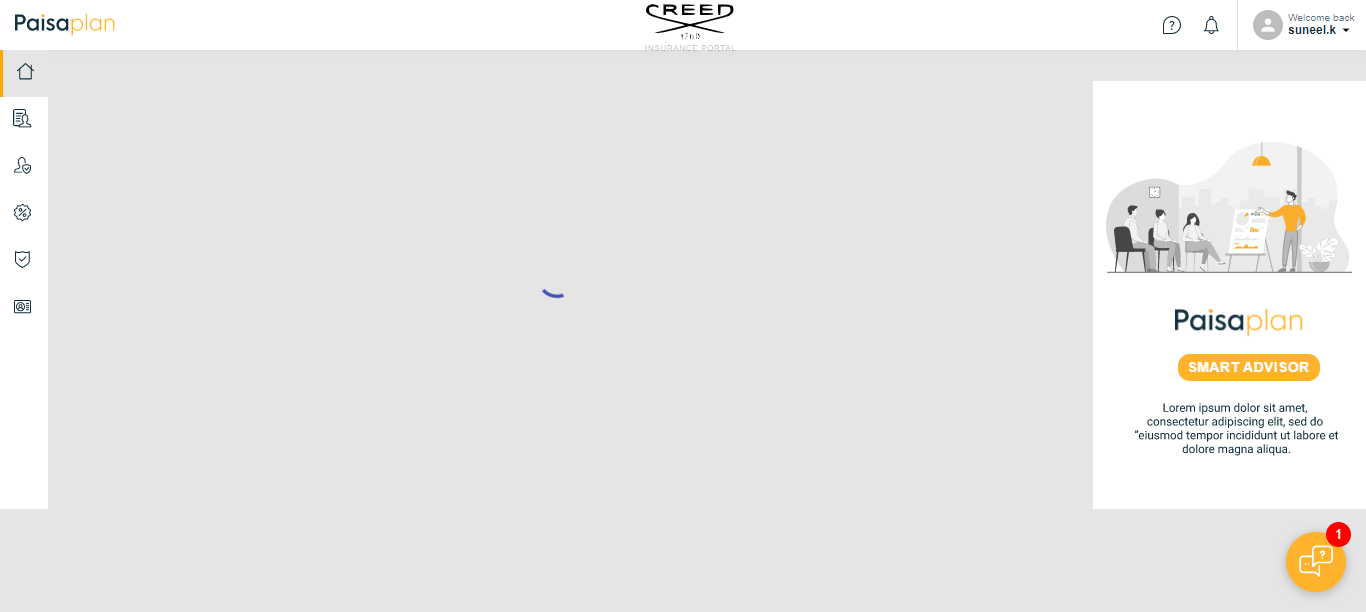 Paisaplan
CREED
1760
INSURANCE PORTAL
?
Welcome back
suneel.k
%
Paisaplan
SMART ADVISOR
Lorem ipsum dolor sit amet,
consectetur adipiscing elit, sed do
"eiusmod tempor incididunt ut labore et
dolore magna aliqua.
1
?